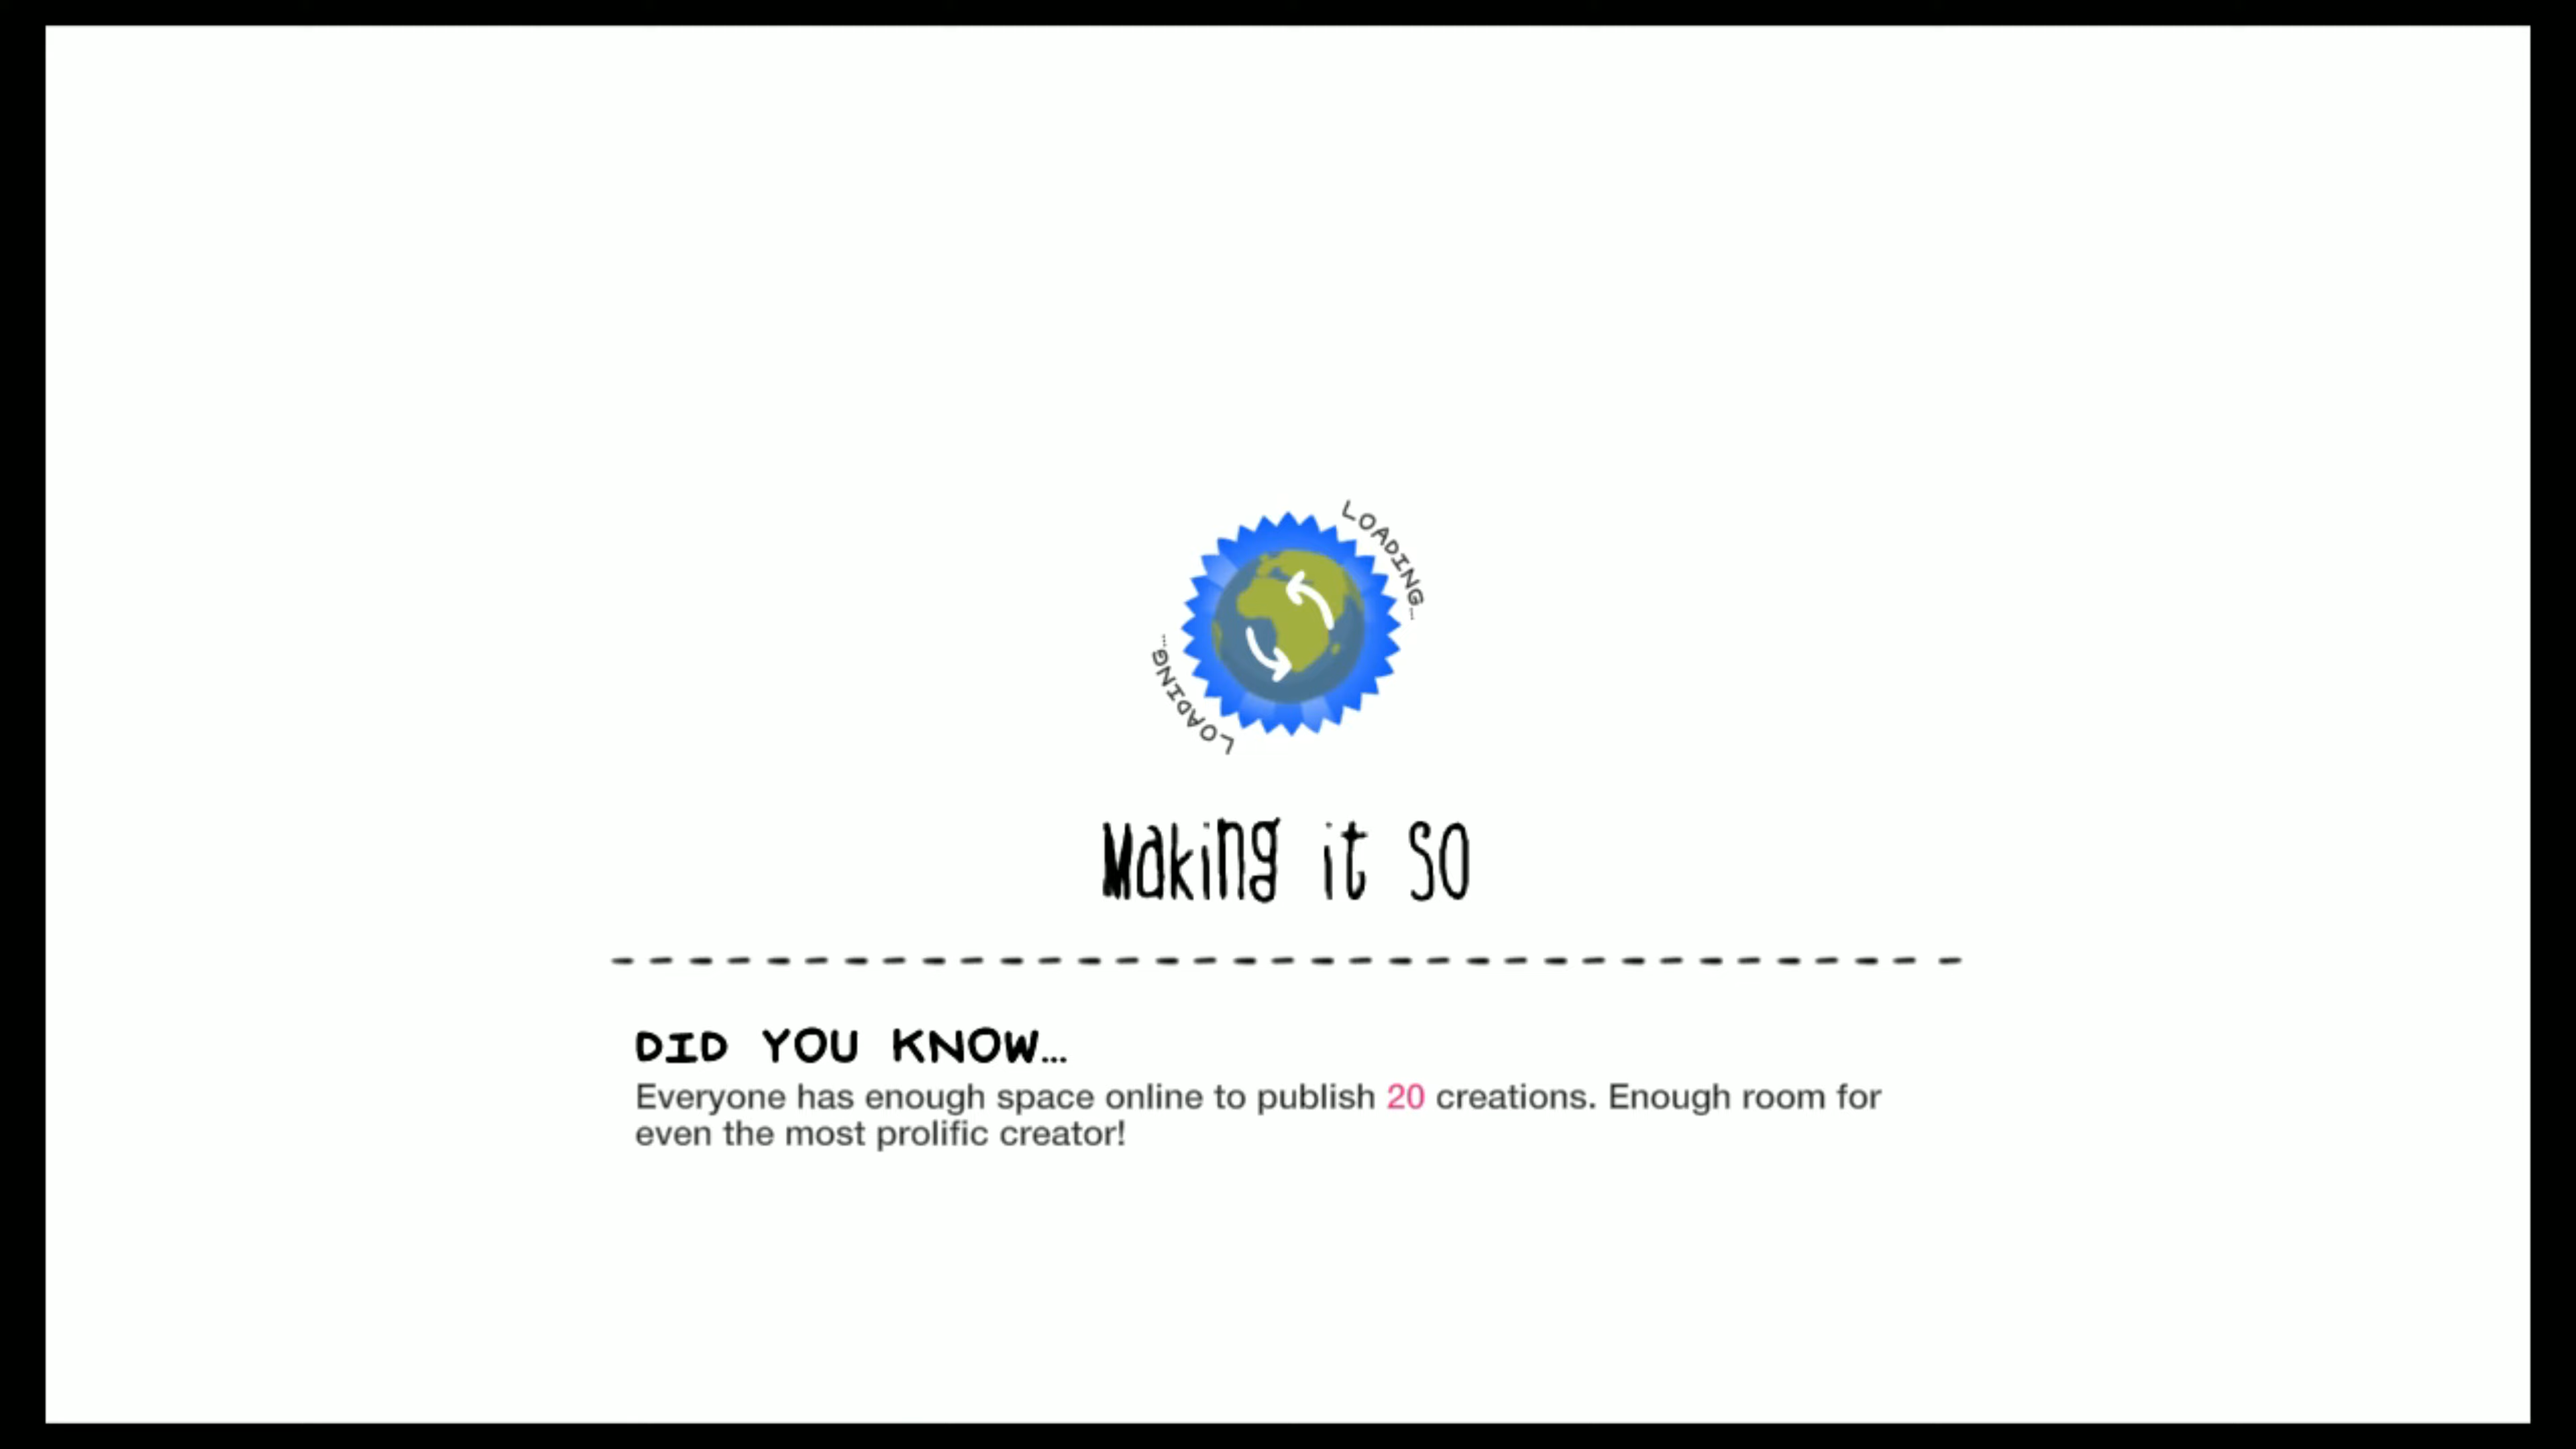 LOADING...
LOADING...
Making it so
DID YOU KNOW...
Everyone has enough space online to publish 20 creations. Enough room for
even the most prolific creator!